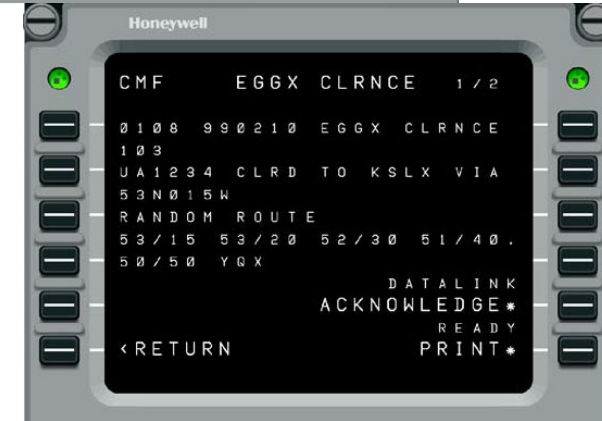 Honeywell
CMF EGGX CLRNCE 1/2
0108 990210 EGGX CLRNCE
103
UA1234 CLRD TO KSLX VIA
53N015W
RANDOM ROUTE
53/15 53/20 52/30 51/40.
50/50 YQX
DATALINK
ACKNOWLEDGE*
READY
<RETURN PRINT*